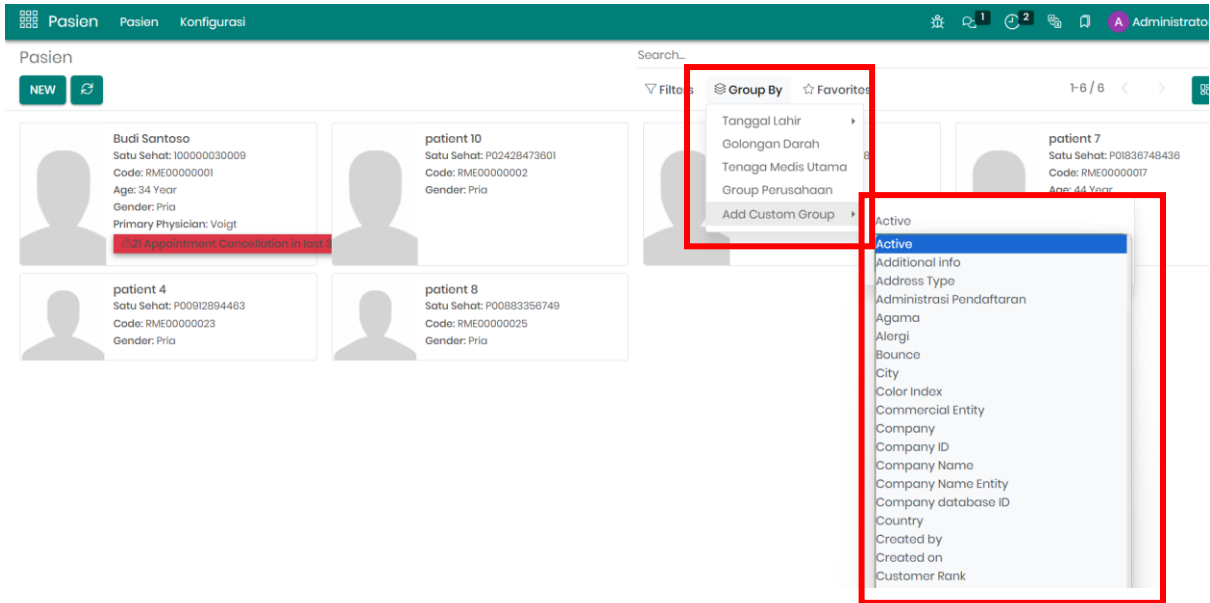 Pasien Pasien Konfigurasi 1 2 A Administrato
Pasien
Search...
NEW
Filters Group By Favorites
1-6 / 6
Budi Santoso
Satu Sehat: 100000030009
Code: RME00000001
Age: 34 Year
Gender: Pria
Primary Physician: Voigt
21 Appointment Cancellation in last 3
patient 10
Satu Sehat: P02428473601
Code: RME00000002
Gender: Pria
8
patient 7
Satu Sehat: P01836748436
Code: RME00000017
Age: 44 Year
patient 4
Satu Sehat: P00912894463
Code: RME00000023
Gender: Pria
patient 8
Satu Sehat: P00883356749
Code: RME00000025
Gender: Pria
Tanggal Lahir
Golongan Darah
Tenaga Medis Utama
Group Perusahaan
Add Custom Group
Active
Active
Additional info
Address Type
Administrasi Pendaftaran
Agama
Alergi
Bounce
City
Color Index
Commercial Entity
Company
Company ID
Company Name
Company Name Entity
Company database ID
Country
Created by
Created on
Customer Rank